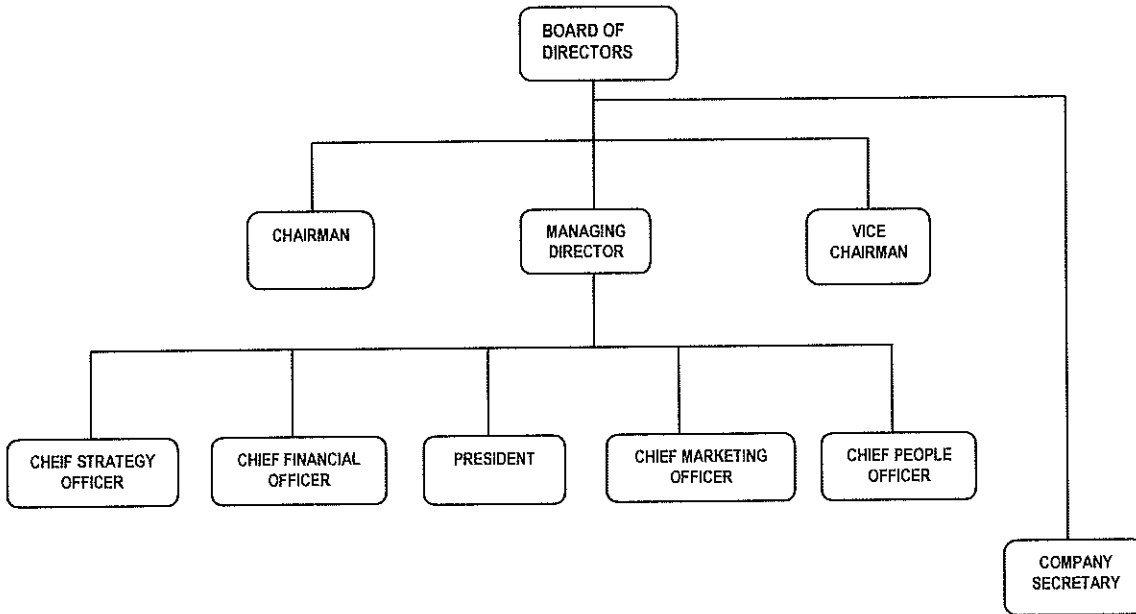 BOARD OF
DIRECTORS
CHAIRMAN
MANAGING
DIRECTOR
VICE
CHAIRMAN
CHEIF STRATEGY
OFFICER
CHIEF FINANCIAL
OFFICER
PRESIDENT
CHIEF MARKETING
OFFICER
CHIEF PEOPLE
OFFICER
COMPANY
SECRETARY